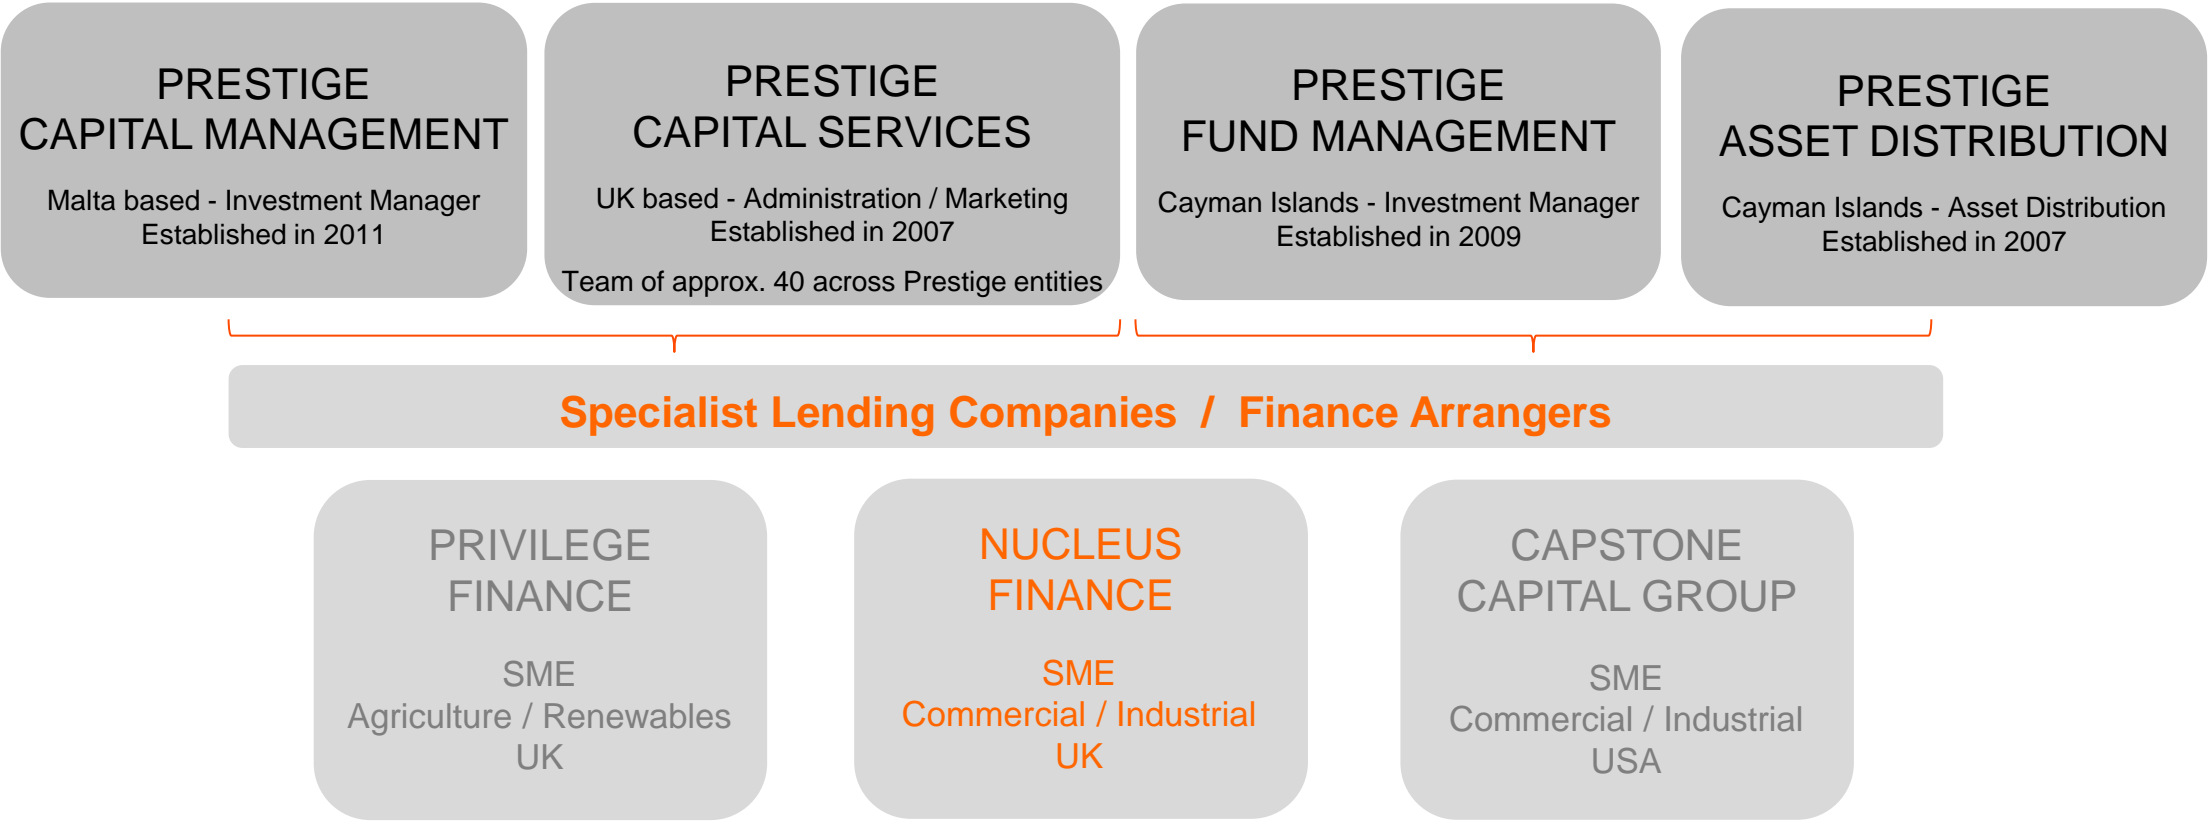 PRESTIGE
CAPITAL MANAGEMENT
Malta based - Investment Manager
Established in 2011
PRESTIGE
CAPITAL SERVICES
UK based - Administration / Marketing
Established in 2007
Team of approx. 40 across Prestige entities
PRESTIGE
FUND MANAGEMENT
Cayman Islands - Investment Manager
Established in 2009
PRESTIGE
ASSET DISTRIBUTION
Cayman Islands - Asset Distribution
Established in 2007
Specialist Lending Companies / Finance Arrangers
PRIVILEGE
FINANCE
SME
Agriculture / Renewables
UK
NUCLEUS
FINANCE
SME
Commercial / Industrial
UK
CAPSTONE
CAPITAL GROUP
SME
Commercial / Industrial
USA